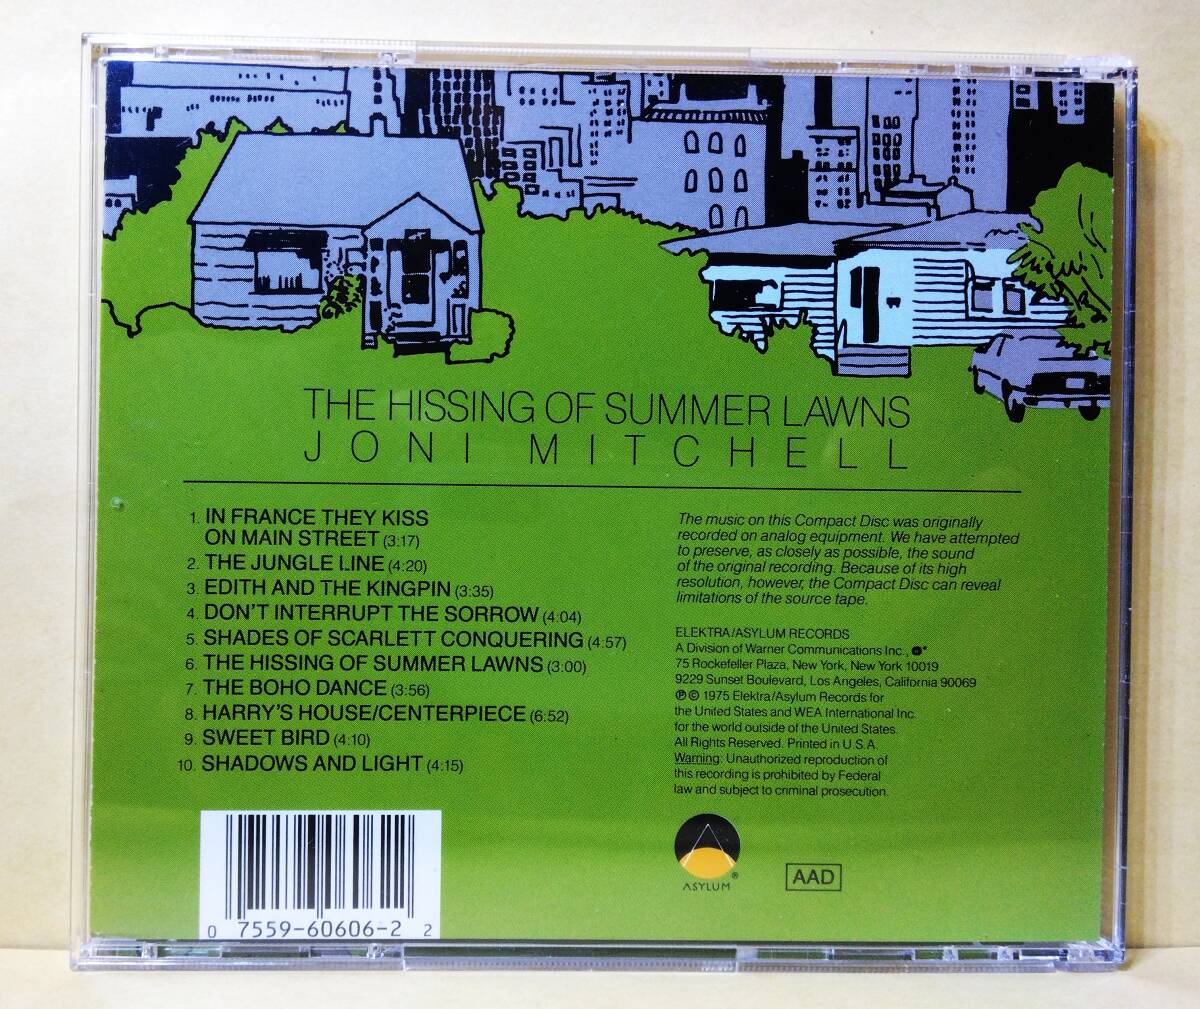 THE HISSING OF SUMMER LAWNS
JONI MITCHELL
1. IN FRANCE THEY KISS
ON MAIN STREET (3:17)
2. THE JUNGLE LINE (4:20)
3. EDITH AND THE KINGPIN (3:35)
4. DON'T INTERRUPT THE SORROW (4:04)
5. SHADES OF SCARLETT CONQUERING (4:57)
6. THE HISSING OF SUMMER LAWNS (3:00)
7. THE BOHO DANCE (3:56)
8. HARRY'S HOUSE/CENTERPIECE (6:52)
9. SWEET BIRD (4:10)
10. SHADOWS AND LIGHT (4:15)
The music on this Compact Disc was originally
recorded on analog equipment. We have attempted
to preserve, as closely as possible, the sound
of the original recording. Because of its high
resolution, however, the Compact Disc can reveal
limitations of the source tape.
ELEKTRA/ASYLUM RECORDS
A Division of Warner Communications Inc.,
75 Rockefeller Plaza, New York, New York 10019
9229 Sunset Boulevard, Los Angeles, California 90069
℗ © 1975 Elektra/Asylum Records for
the United States and WEA International Inc.
for the world outside of the United States.
All Rights Reserved. Printed in U.S.A.
Warning: Unauthorized reproduction of
this recording is prohibited by Federal
law and subject to criminal prosecution.
ASYLUM ®
AAD
0 7559-60606-2 2